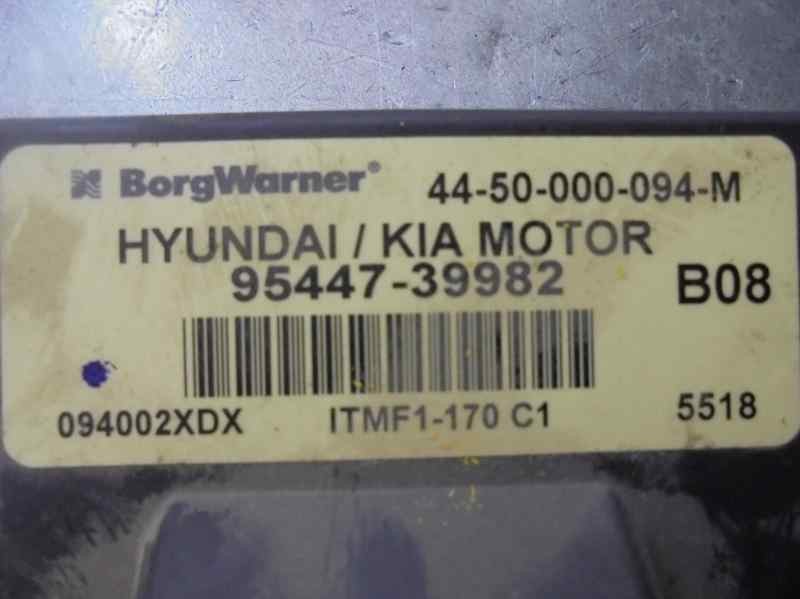 BorgWarner® 44-50-000-094-M
HYUNDAI / KIA MOTOR
95447-39982 B08
094002XDX ITMF1-170 C1 5518